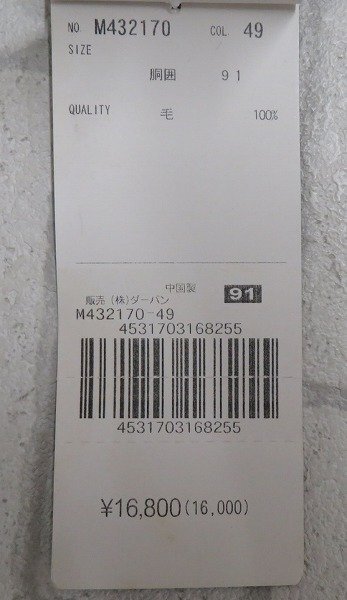 NO. M432170 COL. 49
SIZE
胴囲 91
QUALITY 毛 100%
中国製
販売 (株)ダーバン 91
M432170-49
4531703168255
4531703168255
¥16,800(16,000)